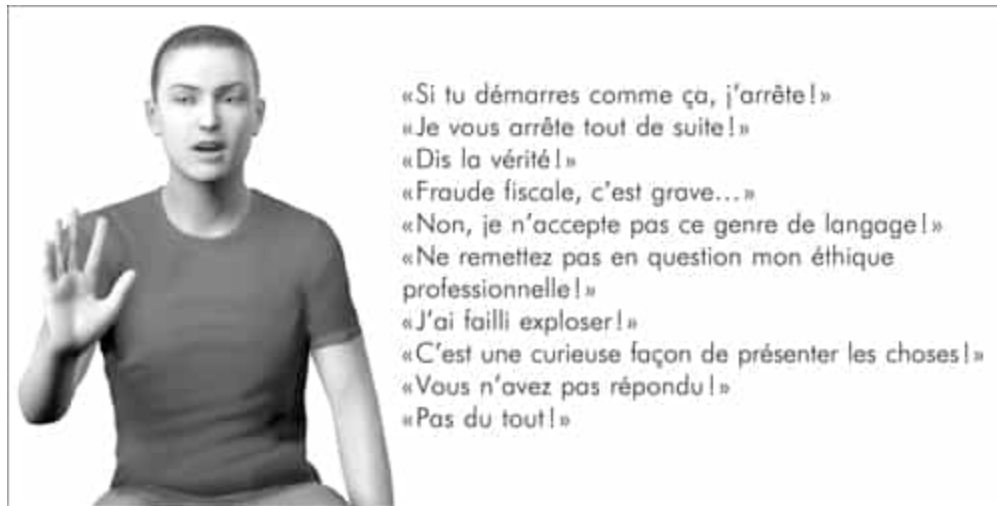 «Si tu démarres comme ça, j'arrête!»
«Je vous arrête tout de suite!»
«Dis la vérité!»
«Fraude fiscale, c'est grave...»
«Non, je n'accepte pas ce genre de langage!»
«Ne remettez pas en question mon éthique
professionnelle!»
«J'ai failli exploser!»
«C'est une curieuse façon de présenter les choses!»
«Vous n'avez pas répondu!»
«Pas du tout!»